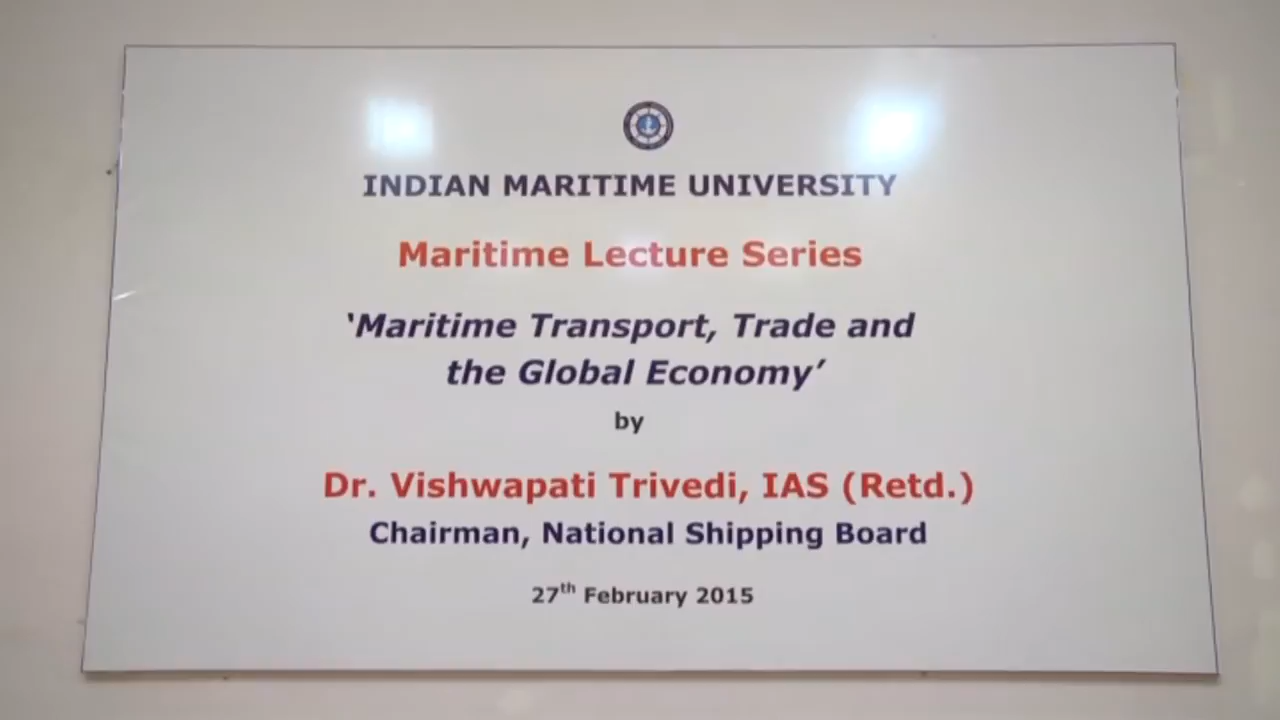 INDIAN MARITIME UNIVERSITY
Maritime Lecture Series
‘Maritime Transport, Trade and
the Global Economy’
by
Dr. Vishwapati Trivedi, IAS (Retd.)
Chairman, National Shipping Board
27th February 2015